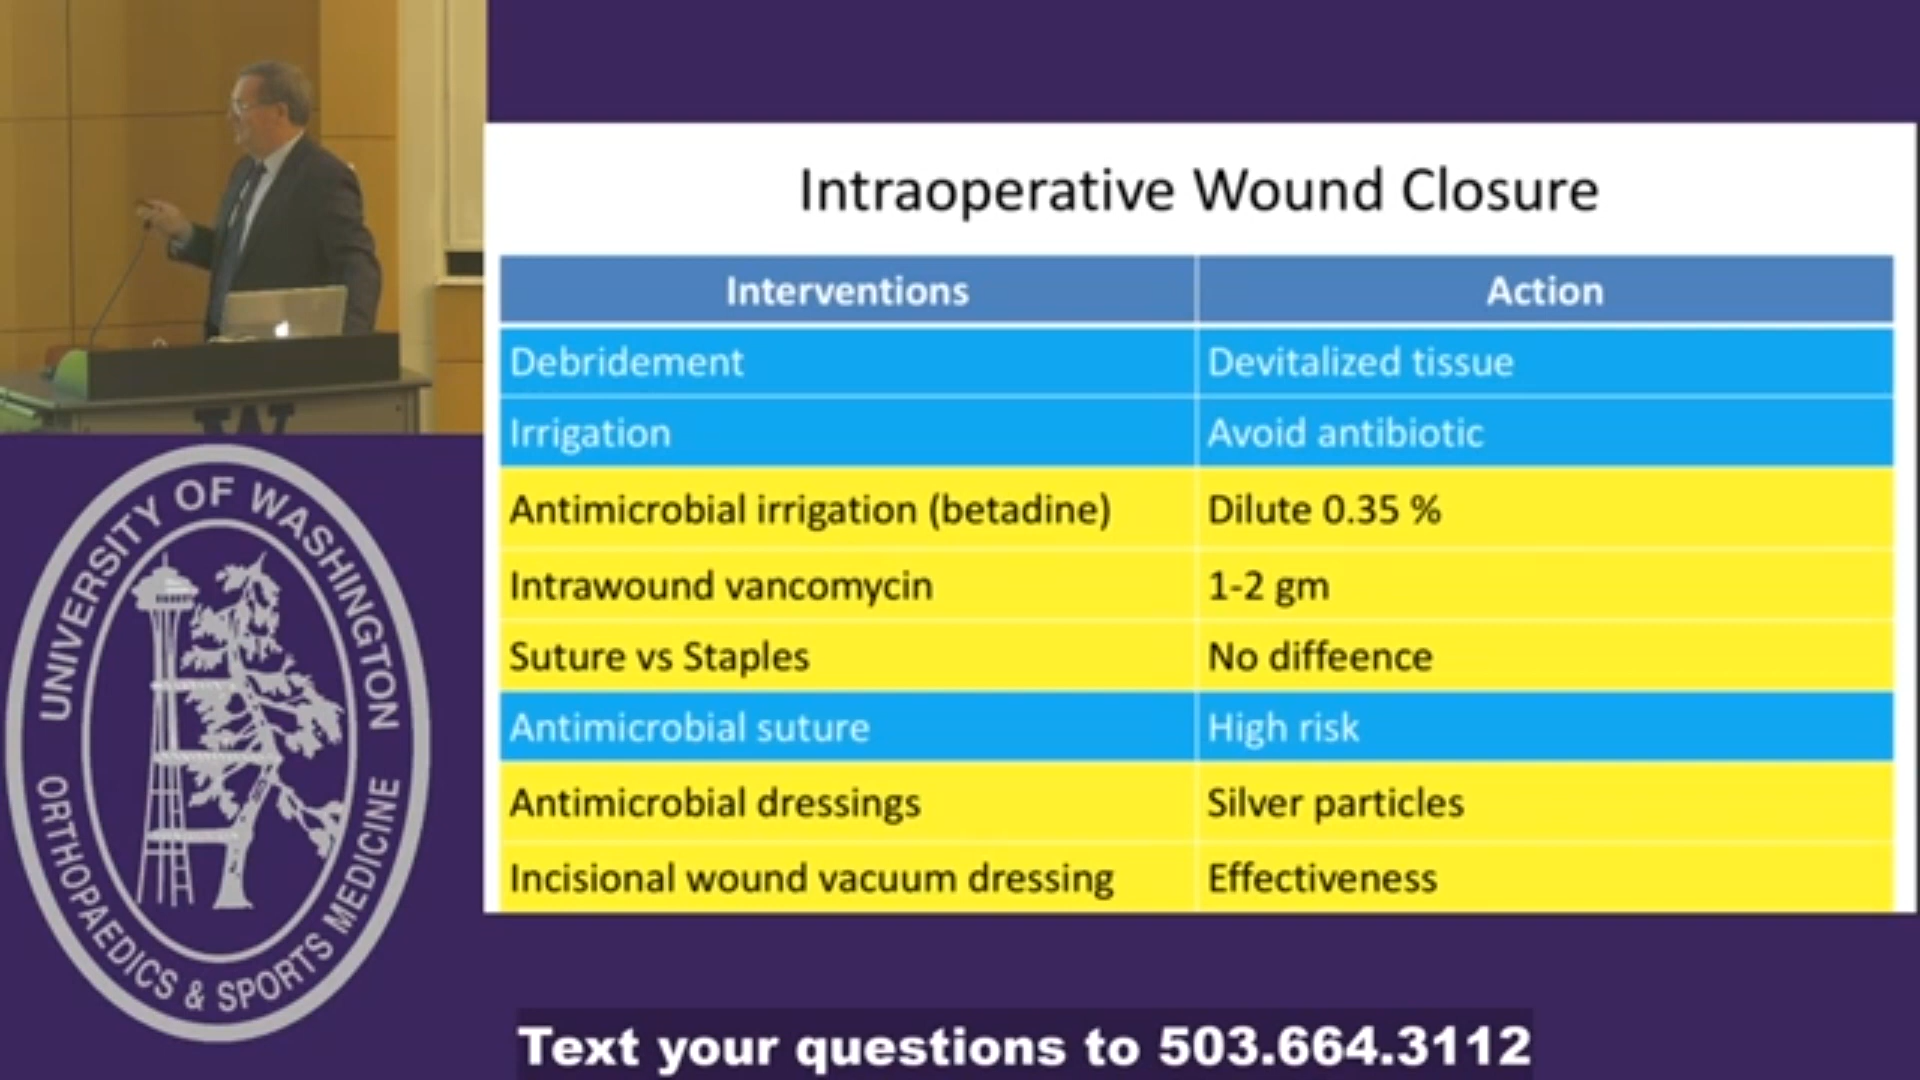 Intraoperative Wound Closure
Interventions Action
Debridement Devitalized tissue
Irrigation Avoid antibiotic
Antimicrobial irrigation (betadine) Dilute 0.35 %
Intrawound vancomycin 1-2 gm
Suture vs Staples No diffeence
Antimicrobial suture High risk
Antimicrobial dressings Silver particles
Incisional wound vacuum dressing Effectiveness
UNIVERSITY OF WASHINGTON
ORTHOPAEDICS & SPORTS MEDICINE
Text your questions to 503.664.3112